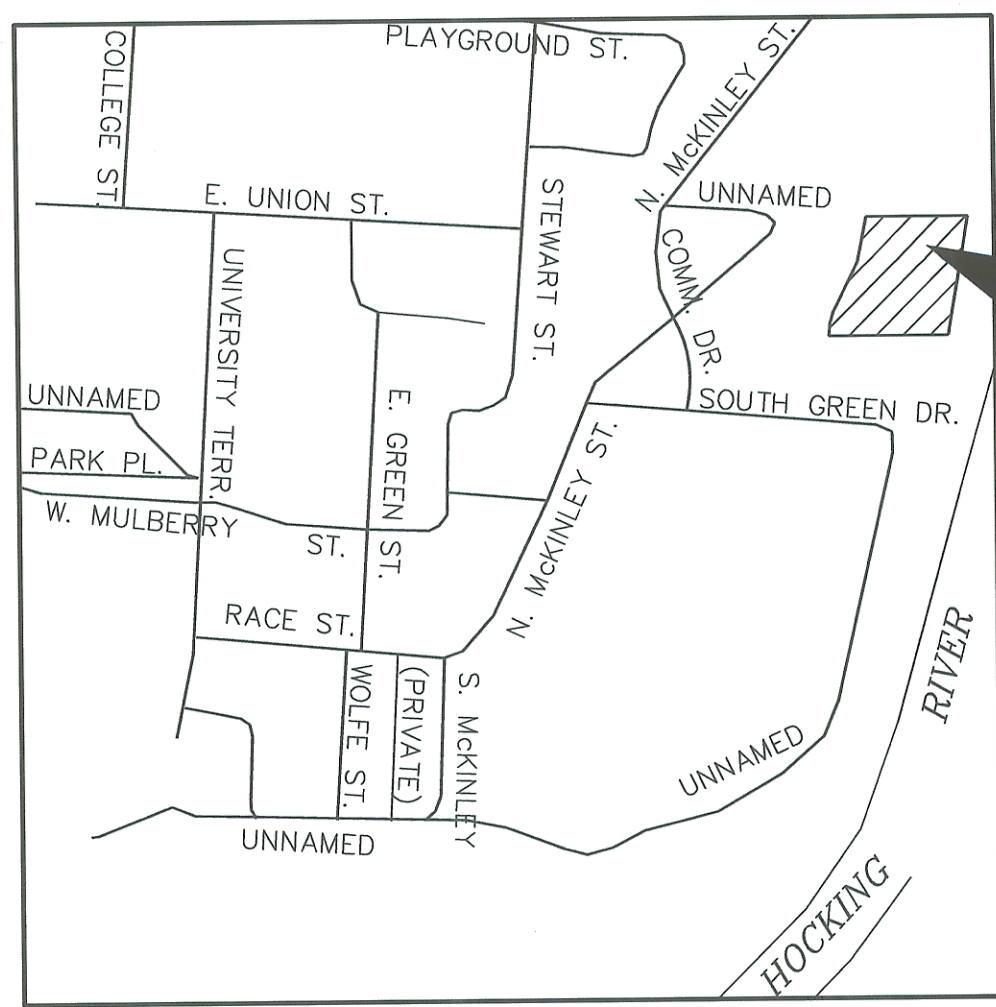 COLLEGE ST.
PLAYGROUND ST.
N. McKINLEY ST.
E. UNION ST.
UNNAMED
STEWART ST.
COMM. DR.
UNIVERSITY TERR.
UNNAMED
E. GREEN ST.
SOUTH GREEN DR.
PARK PL.
W. MULBERRY ST.
N. McKINLEY ST.
RACE ST.
WOLFE ST.
(PRIVATE)
S. McKINLEY
UNNAMED
UNNAMED
HOCKING RIVER